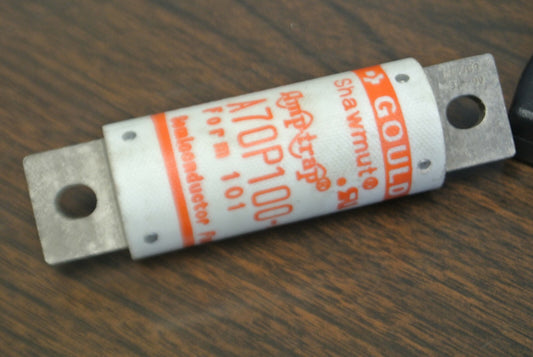 GOULD
Shawmut®
Amp-trap®
A70P100-
Form 101
Semiconductor